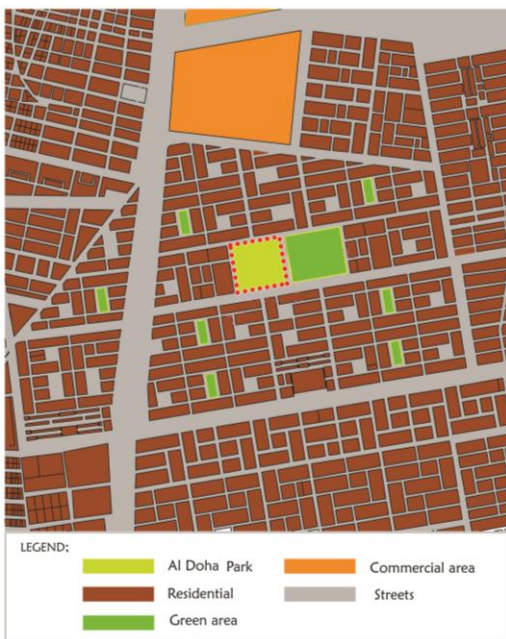 LEGEND:
Al Doha Park
Commercial area
Residential
Streets
Green area